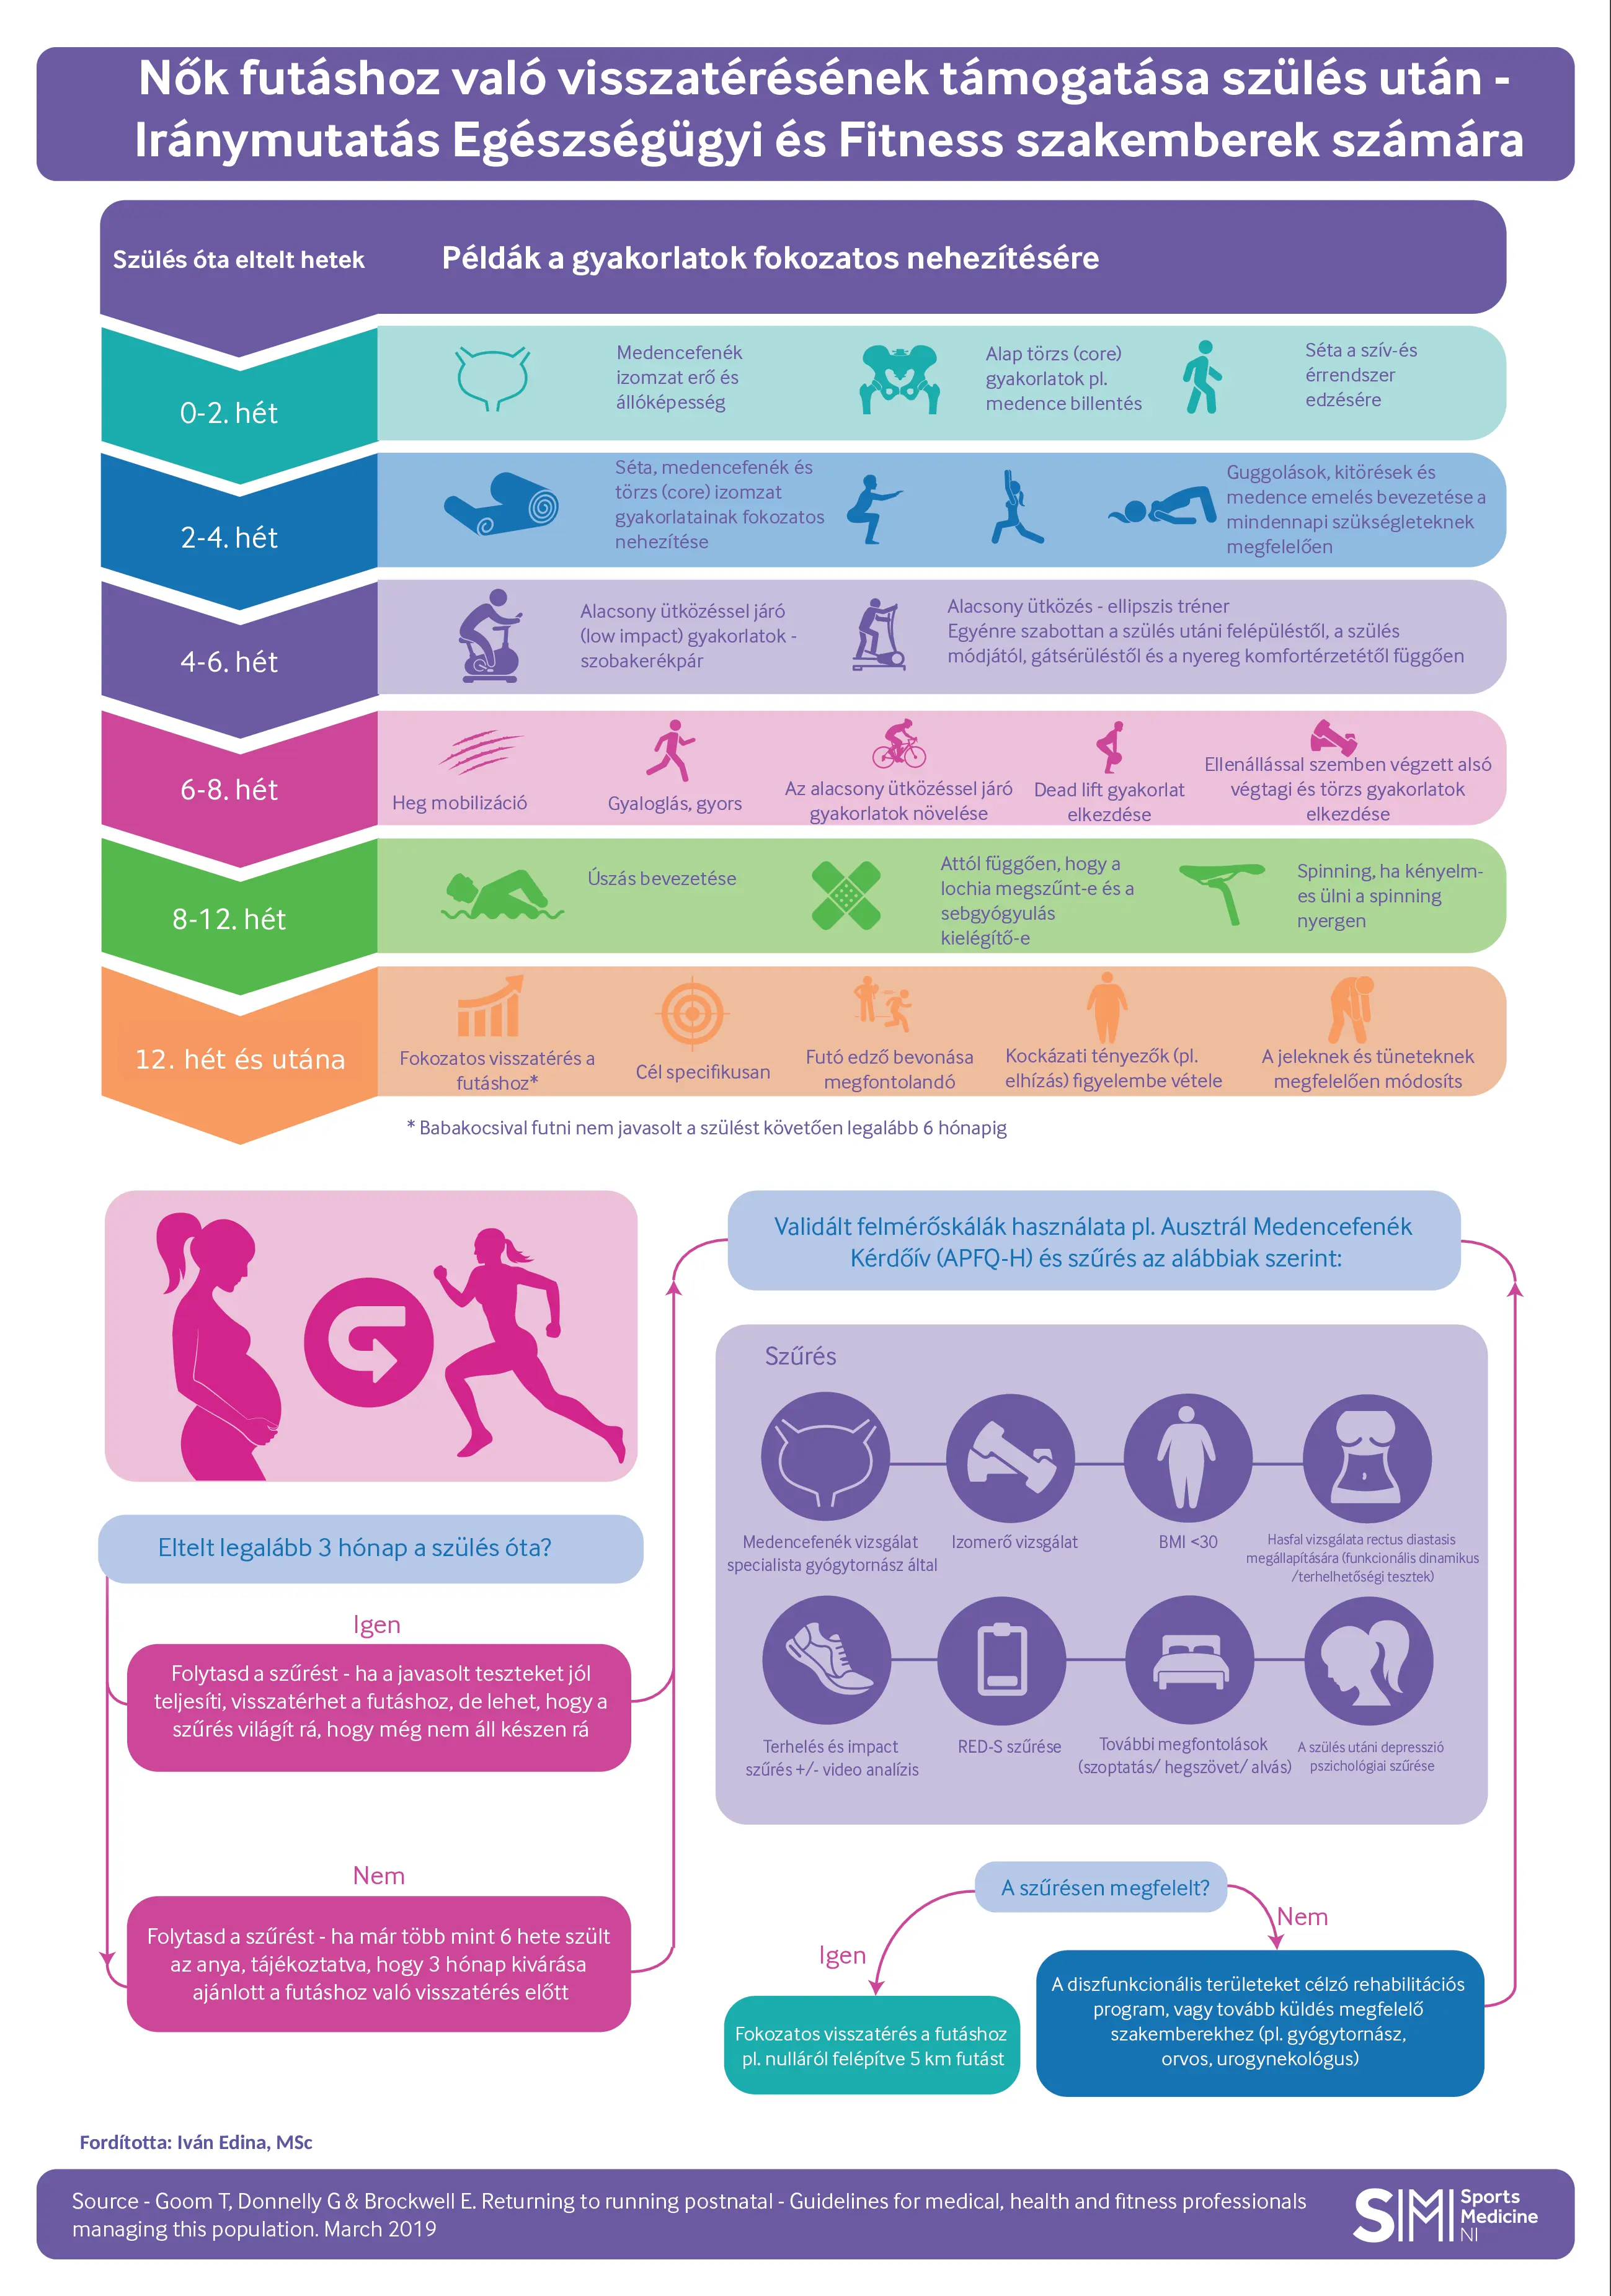 Nők futáshoz való visszatérésének támogatása szülés után -
Iránymutatás Egészségügyi és Fitness szakemberek számára
Szülés óta eltelt hetek
Példák a gyakorlatok fokozatos nehezítésére
0-2. hét
Medencefenék
izomzat erő és
állóképesség
Alap törzs (core)
gyakorlatok pl.
medence billentés
Séta a szív-és
érrendszer
edzésére
2-4. hét
Séta, medencefenék és
törzs (core) izomzat
gyakorlatainak fokozatos
nehezítése
Guggolások, kitörések és
medence emelés bevezetése a
mindennapi szükségleteknek
megfelelően
4-6. hét
Alacsony ütközéssel járó
(low impact) gyakorlatok -
szobakerékpár
Alacsony ütközés - ellipszis tréner
Egyénre szabottan a szülés utáni felépüléstől, a szülés
módjától, gátsérüléstől és a nyereg komfortérzetétől függően
6-8. hét
Heg mobilizáció
Gyaloglás, gyors
Az alacsony ütközéssel járó
gyakorlatok növelése
Dead lift gyakorlat
elkezdése
Ellenállással szemben végzett alsó
végtagi és törzs gyakorlatok
elkezdése
8-12. hét
Úszás bevezetése
Attól függően, hogy a
lochia megszűnt-e és a
sebgyógyulás
kielégítő-e
Spinning, ha kényelm-
es ülni a spinning
nyergen
12. hét és utána
Fokozatos visszatérés a
futáshoz*
Cél specifikusan
Futó edző bevonása
megfontolandó
Kockázati tényezők (pl.
elhízás) figyelembe vétele
A jeleknek és tüneteknek
megfelelően módosíts
* Babakocsival futni nem javasolt a szülést követően legalább 6 hónapig
Validált felmérőskálák használata pl. Ausztrál Medencefenék
Kérdőív (APFQ-H) és szűrés az alábbiak szerint:
Szűrés
Medencefenék vizsgálat
specialista gyógytornász által
Izomerő vizsgálat
BMI <30
Hasfal vizsgálata rectus diastasis
megállapítására (funkcionális dinamikus
/terhelhetőségi tesztek)
Terhelés és impact
szűrés +/- video analízis
RED-S szűrése
További megfontolások
(szoptatás/ hegszövet/ alvás)
A szülés utáni depresszió
pszichológiai szűrése
Eltelt legalább 3 hónap a szülés óta?
Igen
Folytasd a szűrést - ha a javasolt teszteket jól
teljesíti, visszatérhet a futáshoz, de lehet, hogy a
szűrés világít rá, hogy még nem áll készen rá
Nem
Folytasd a szűrést - ha már több mint 6 hete szült
az anya, tájékoztatva, hogy 3 hónap kivárása
ajánlott a futáshoz való visszatérés előtt
A szűrésen megfelelt?
Igen
Nem
Fokozatos visszatérés a futáshoz
pl. nulláról felépítve 5 km futást
A diszfunkcionális területeket célzó rehabilitációs
program, vagy tovább küldés megfelelő
szakemberekhez (pl. gyógytornász,
orvos, urogynekológus)
Fordította: Iván Edina, MSc
Source - Goom T, Donnelly G & Brockwell E. Returning to running postnatal - Guidelines for medical, health and fitness professionals
managing this population. March 2019
SMNI
Sports
Medicine
NI